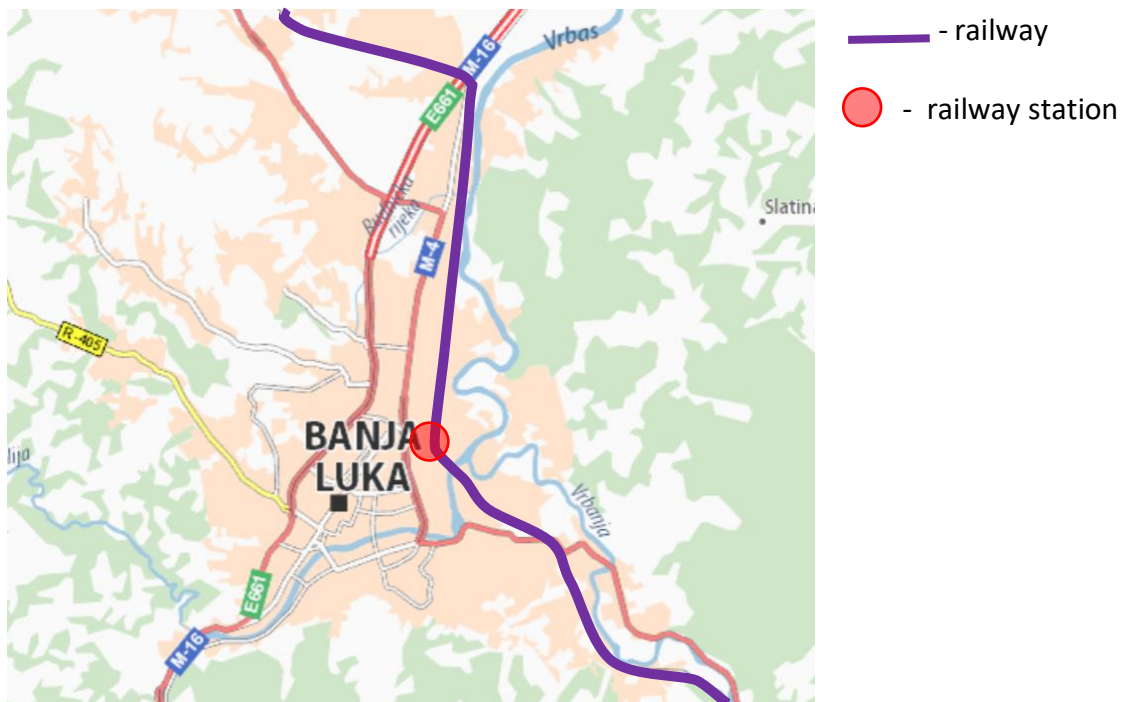 Vrbas
- railway
M-16
E661
- railway station
Rudnička
rijeka
Slatina
M-4
R-405
BANJA
LUKA
lija
Vrbanja
E661
M-16